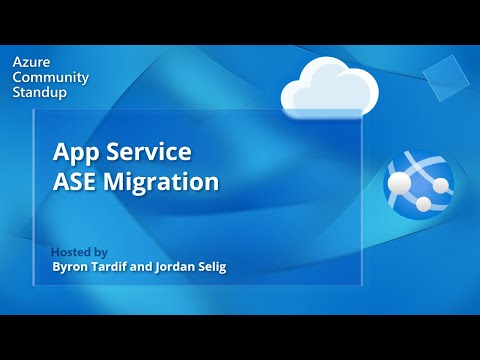 Azure
Community
Standup
App Service
ASE Migration
Hosted by
Byron Tardif and Jordan Selig